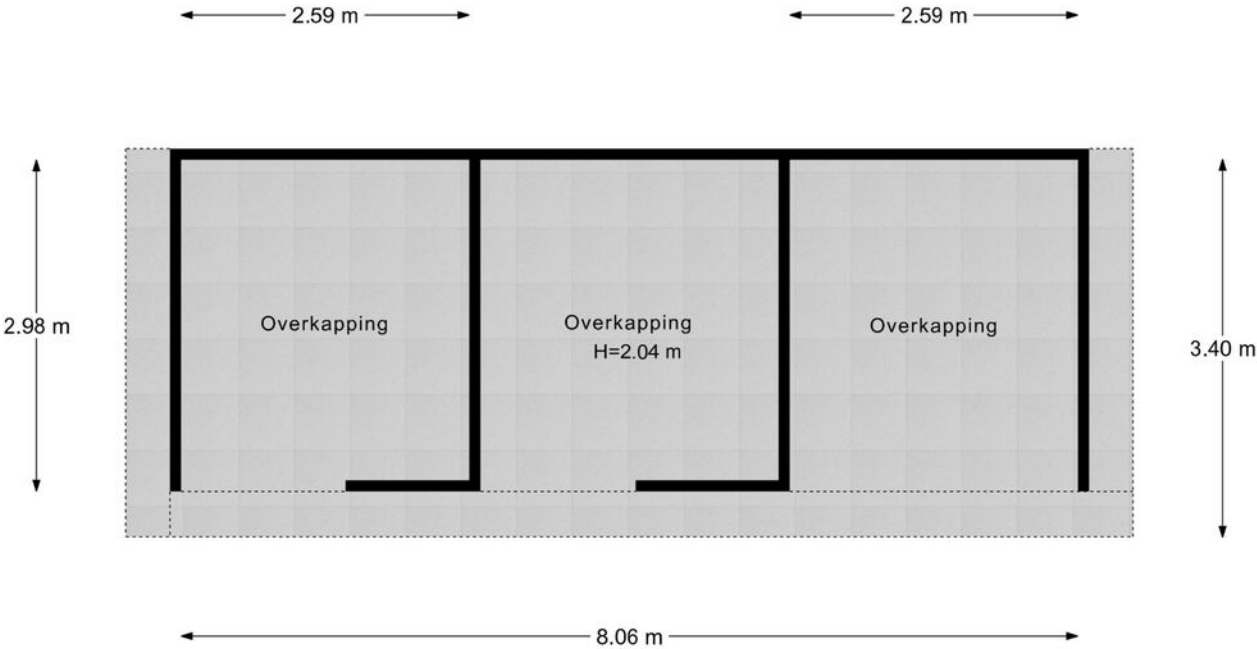 2.59 m
2.59 m
2.98 m
Overkapping
Overkapping
H=2.04 m
Overkapping
3.40 m
8.06 m